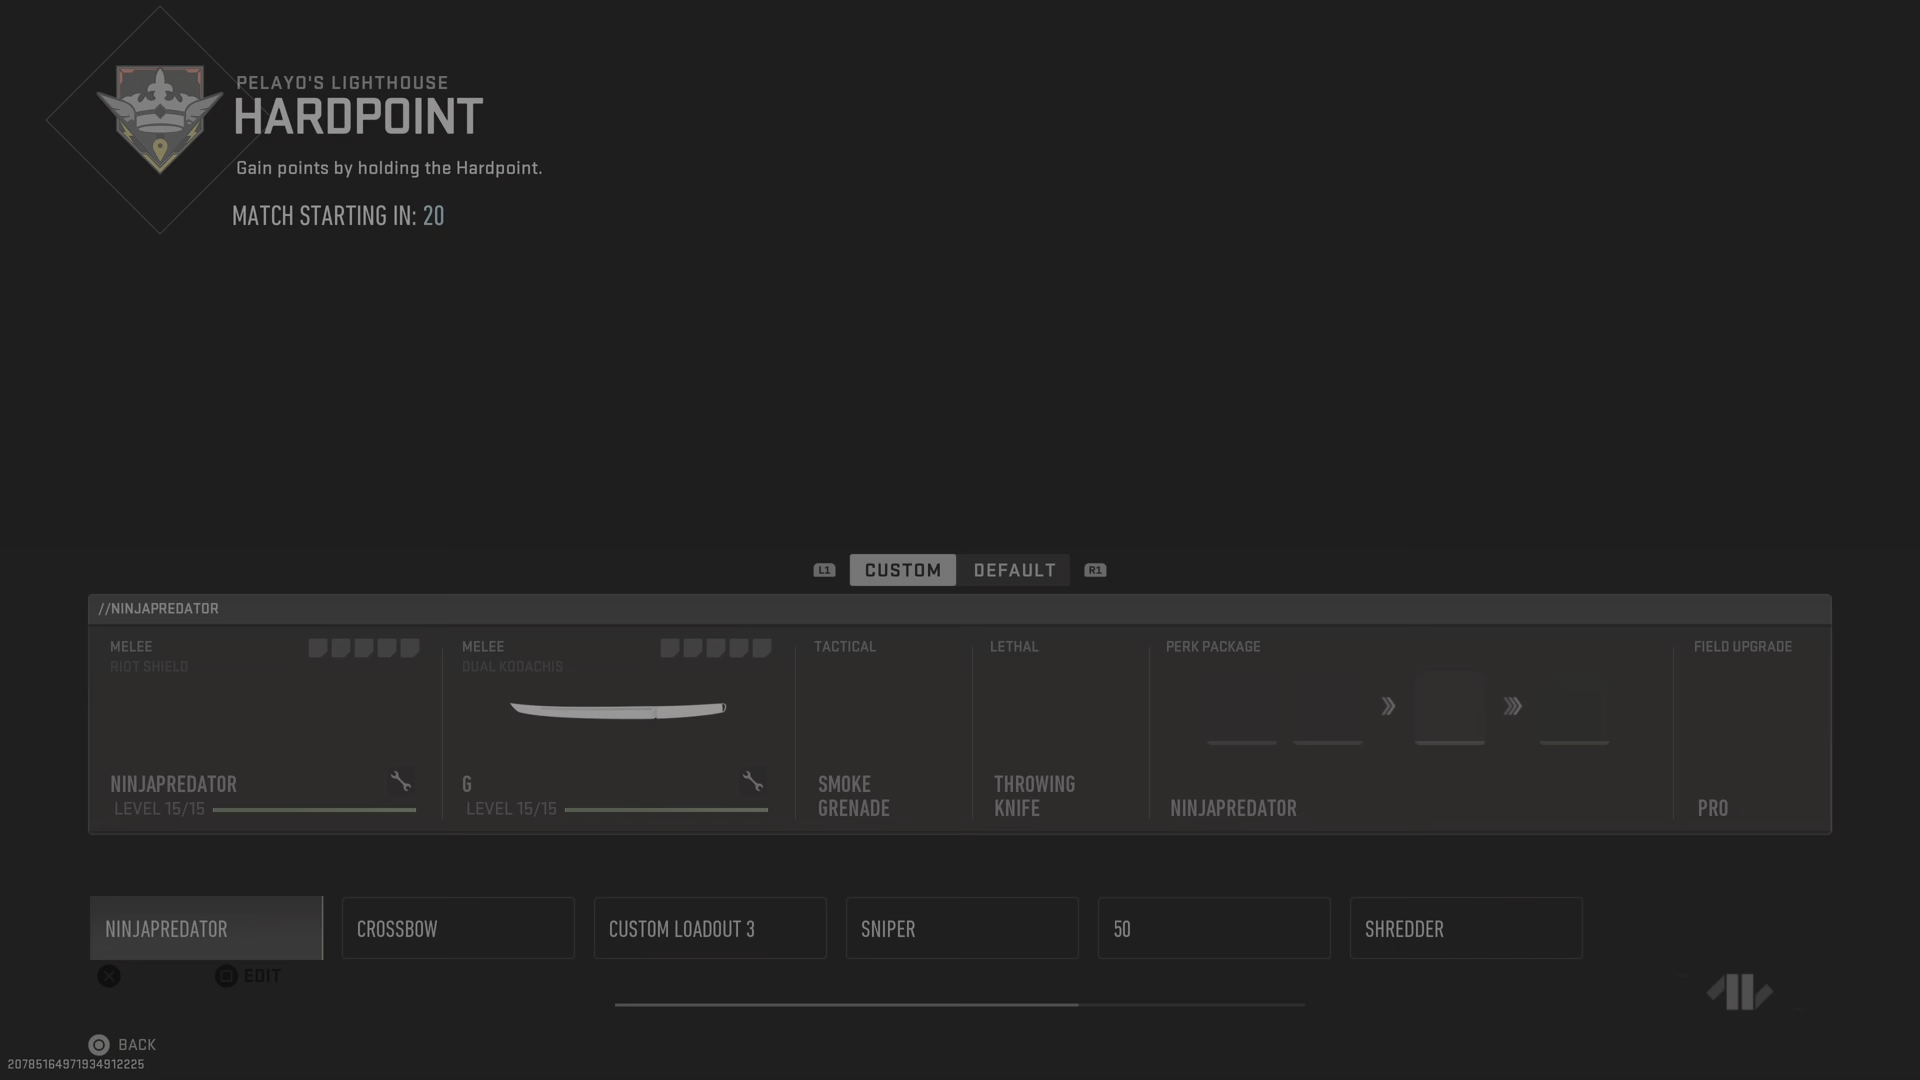 PELAYO'S LIGHTHOUSE
HARDPOINT
Gain points by holding the Hardpoint.
MATCH STARTING IN: 20
L1 CUSTOM DEFAULT R1
//NINJAPREDATOR
MELEE
RIOT SHIELD
NINJAPREDATOR
LEVEL 15/15
MELEE
DUAL KODACHIS
G
LEVEL 15/15
TACTICAL
SMOKE
GRENADE
LETHAL
THROWING
KNIFE
PERK PACKAGE
NINJAPREDATOR
FIELD UPGRADE
PRO
NINJAPREDATOR
CROSSBOW
CUSTOM LOADOUT 3
SNIPER
50
SHREDDER
EDIT
BACK
20785164971934912225